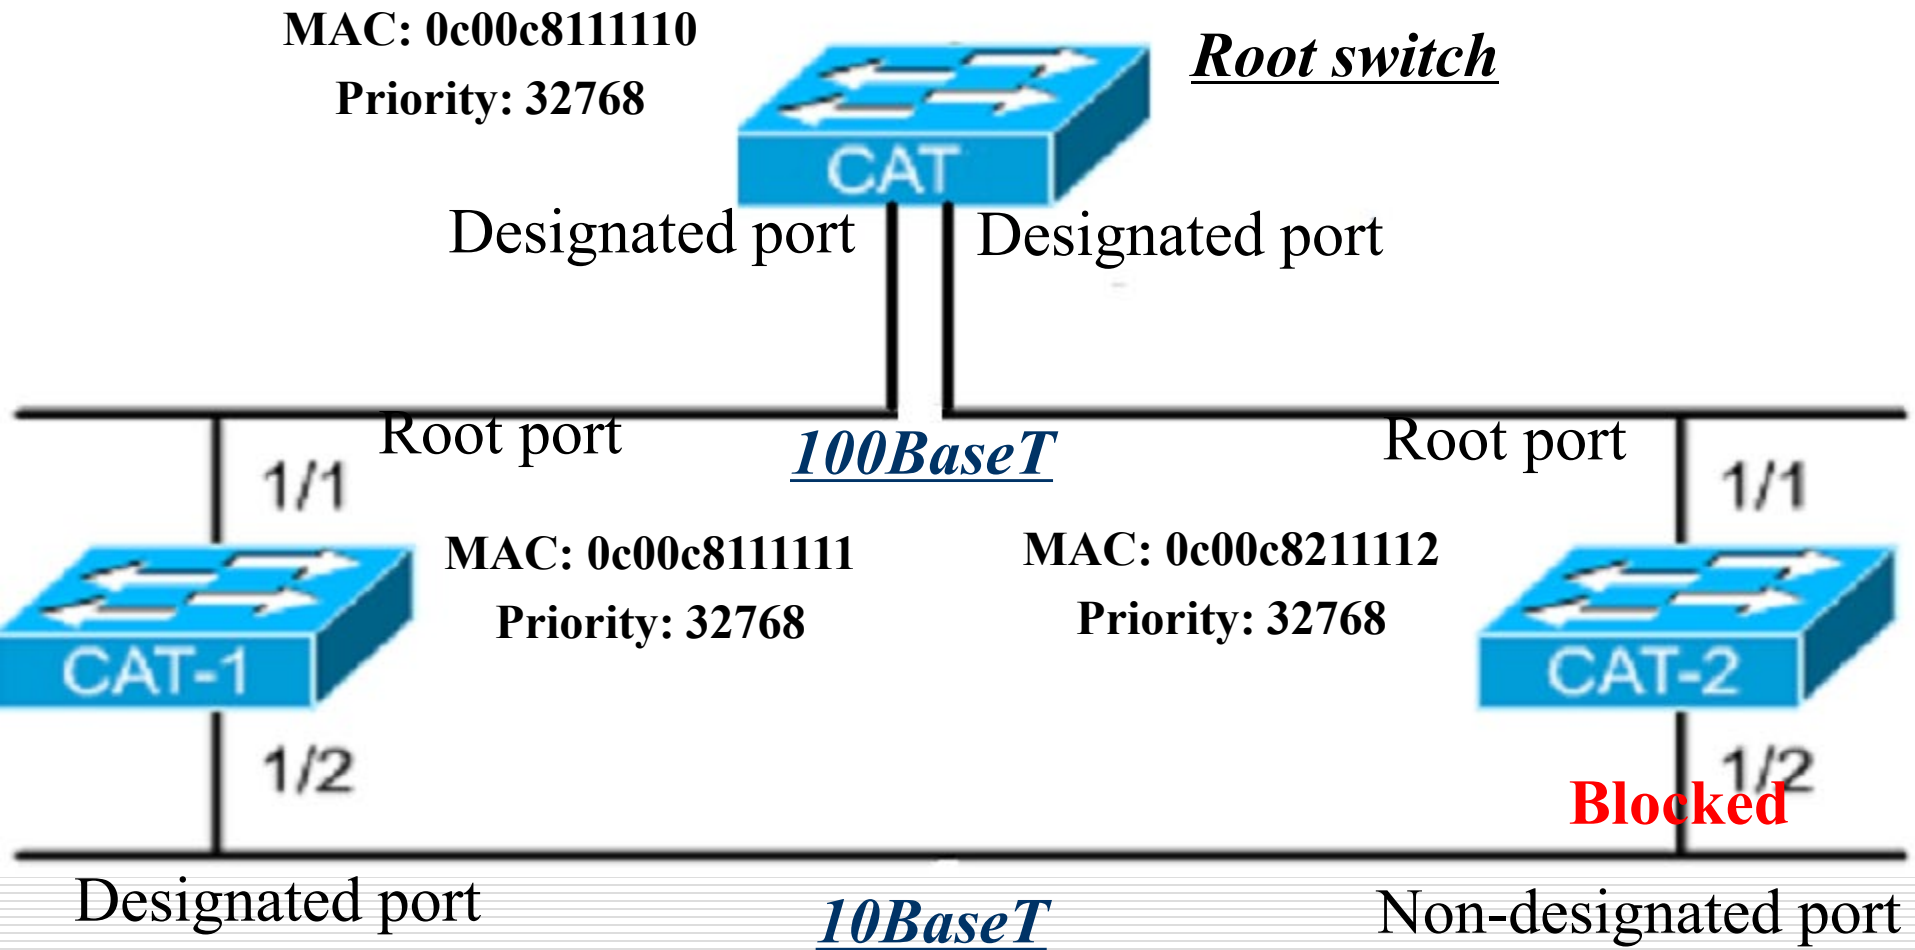 MAC: 0c00c8111110
Priority: 32768
Root switch
CAT
Designated port
Designated port
Root port
100BaseT
Root port
1/1
1/1
MAC: 0c00c8111111
Priority: 32768
MAC: 0c00c8211112
Priority: 32768
CAT-1
CAT-2
1/2
1/2
Blocked
Designated port
10BaseT
Non-designated port